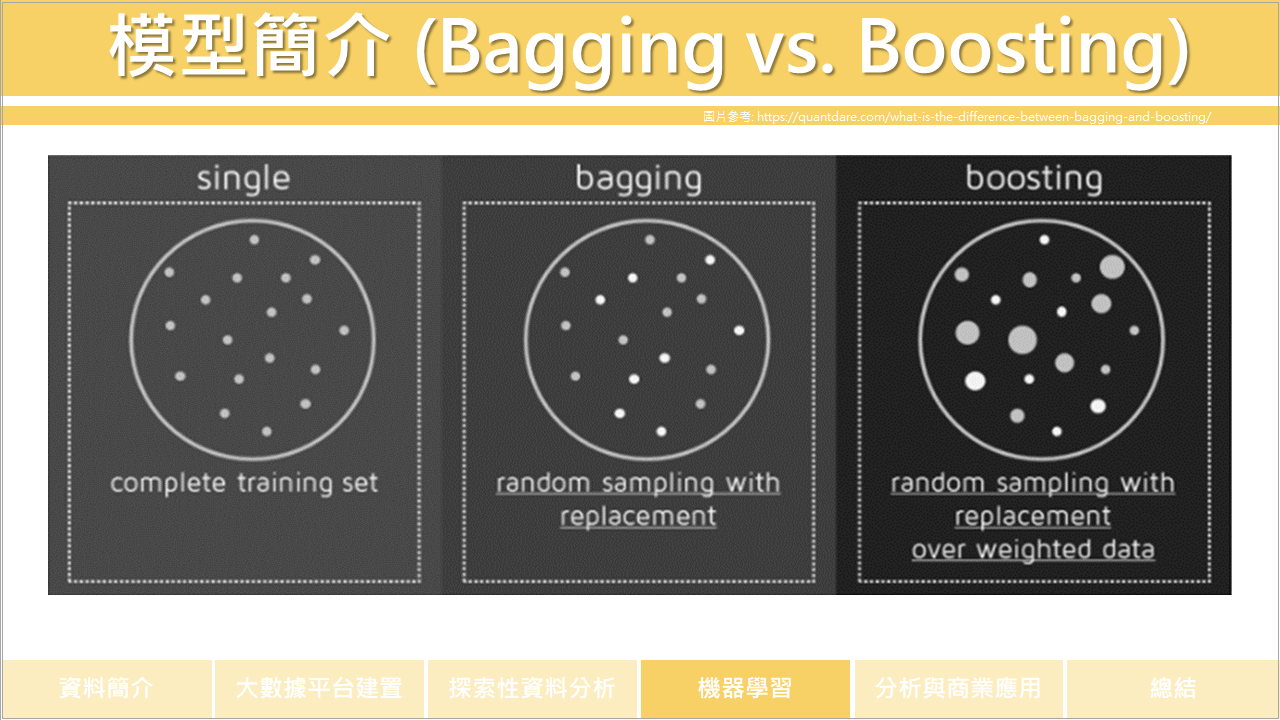 模型簡介 (Bagging vs. Boosting)
圖片參考: https://quantdare.com/what-is-the-difference-between-bagging-and-boosting/
single
complete training set
bagging
random sampling with
replacement
boosting
random sampling with
replacement
over weighted data
資料簡介
大數據平台建置
探索性資料分析
機器學習
分析與商業應用
總結